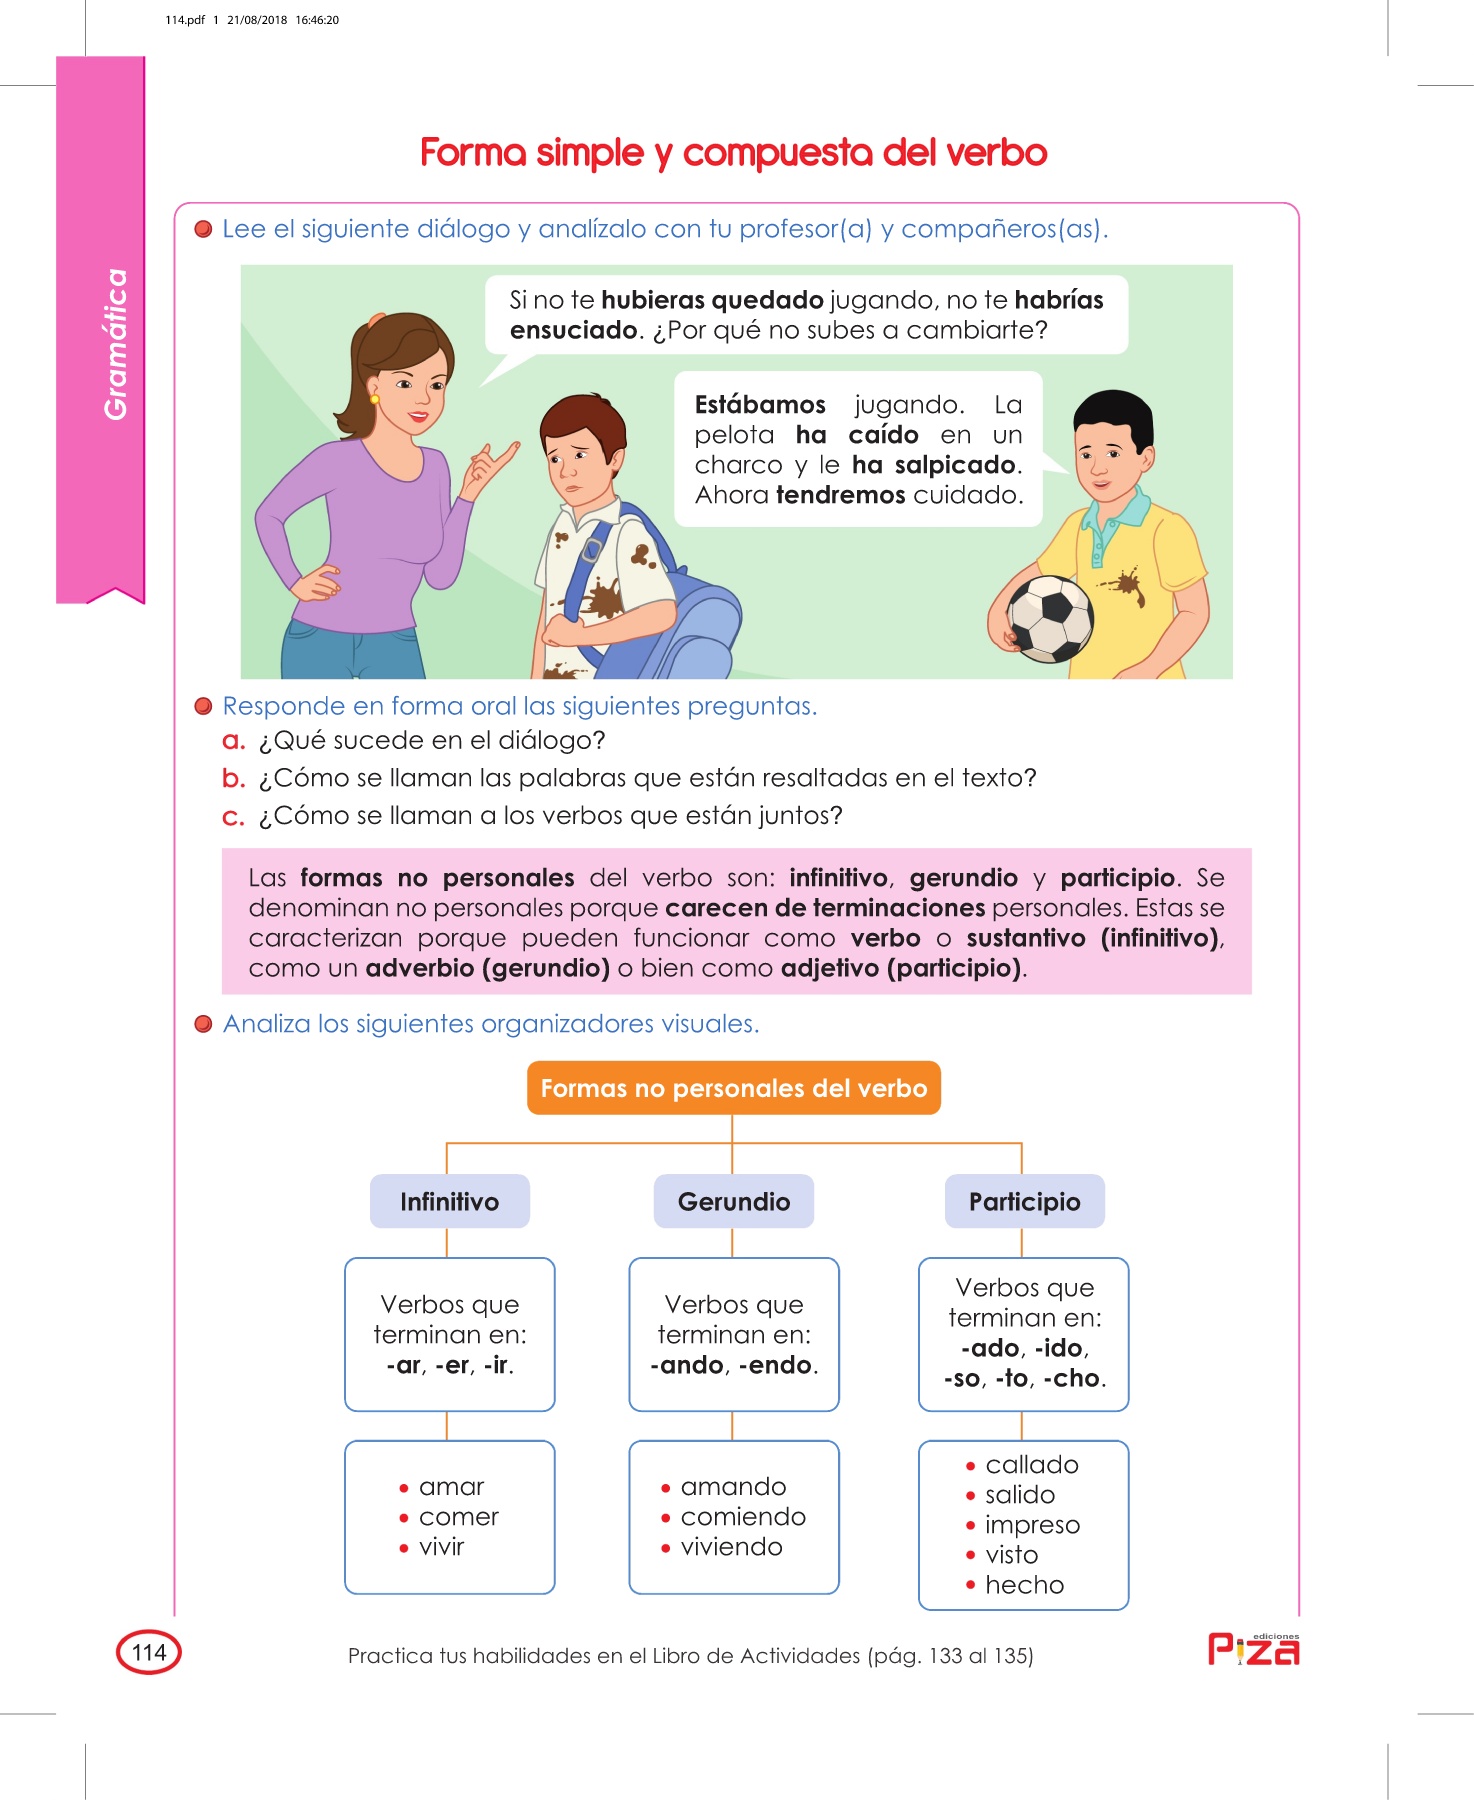 114.pdf 1 21/08/2018 16:46:20
Gramática
Forma simple y compuesta del verbo
Lee el siguiente diálogo y analízalo con tu profesor(a) y compañeros(as).
Si no te hubieras quedado jugando, no te habrías
ensuciado. ¿Por qué no subes a cambiarte?
Estábamos jugando. La
pelota ha caído en un
charco y le ha salpicado.
Ahora tendremos cuidado.
Responde en forma oral las siguientes preguntas.
a. ¿Qué sucede en el diálogo?
b. ¿Cómo se llaman las palabras que están resaltadas en el texto?
c. ¿Cómo se llaman a los verbos que están juntos?
Las formas no personales del verbo son: infinitivo, gerundio y participio. Se
denominan no personales porque carecen de terminaciones personales. Estas se
caracterizan porque pueden funcionar como verbo o sustantivo (infinitivo),
como un adverbio (gerundio) o bien como adjetivo (participio).
Analiza los siguientes organizadores visuales.
Formas no personales del verbo
Infinitivo
Verbos que
terminan en:
-ar, -er, -ir.
• amar
• comer
• vivir
Gerundio
Verbos que
terminan en:
-ando, -endo.
• amando
• comiendo
• viviendo
Participio
Verbos que
terminan en:
-ado, -ido,
-so, -to, -cho.
• callado
• salido
• impreso
• visto
• hecho
114
Practica tus habilidades en el Libro de Actividades (pág. 133 al 135)
ediciones
Piza